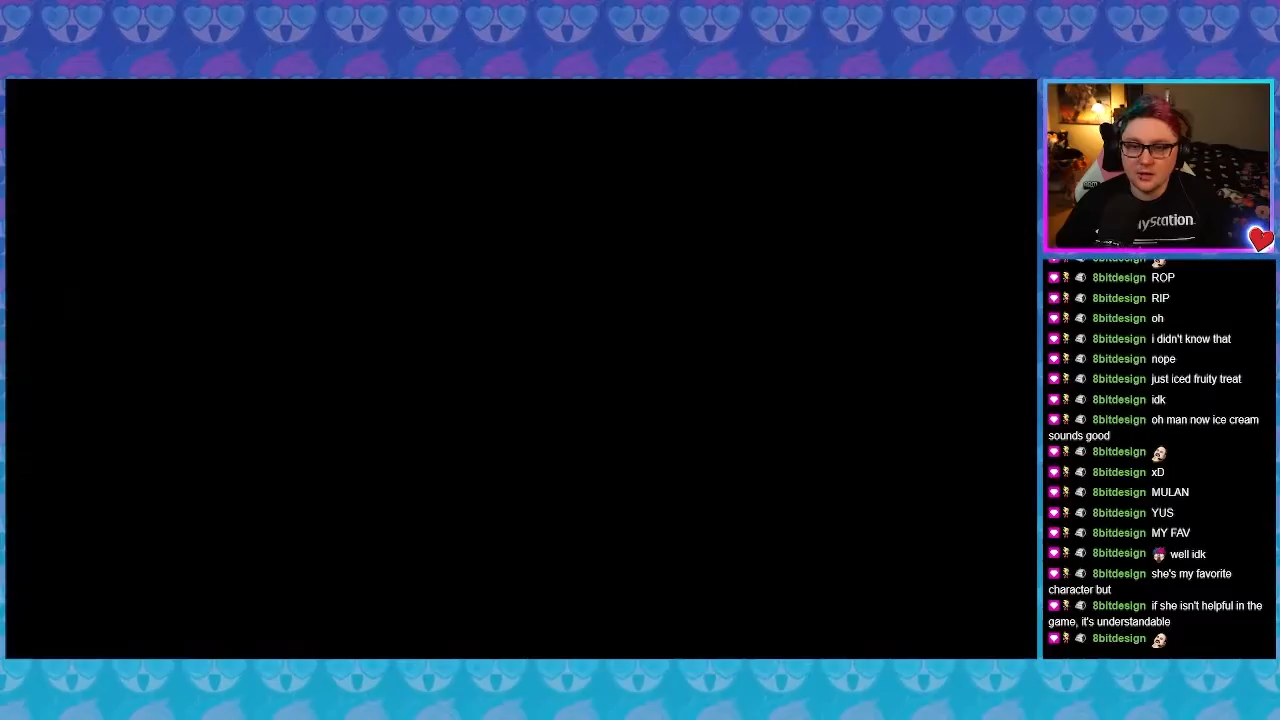 yStation
8bitdesign
8bitdesign ROP
8bitdesign RIP
8bitdesign oh
8bitdesign i didn't know that
8bitdesign nope
8bitdesign just iced fruity treat
8bitdesign idk
8bitdesign oh man now ice cream
sounds good
8bitdesign
8bitdesign xD
8bitdesign MULAN
8bitdesign YUS
8bitdesign MY FAV
8bitdesign well idk
8bitdesign she's my favorite
character but
8bitdesign if she isn't helpful in the
game, it's understandable
8bitdesign